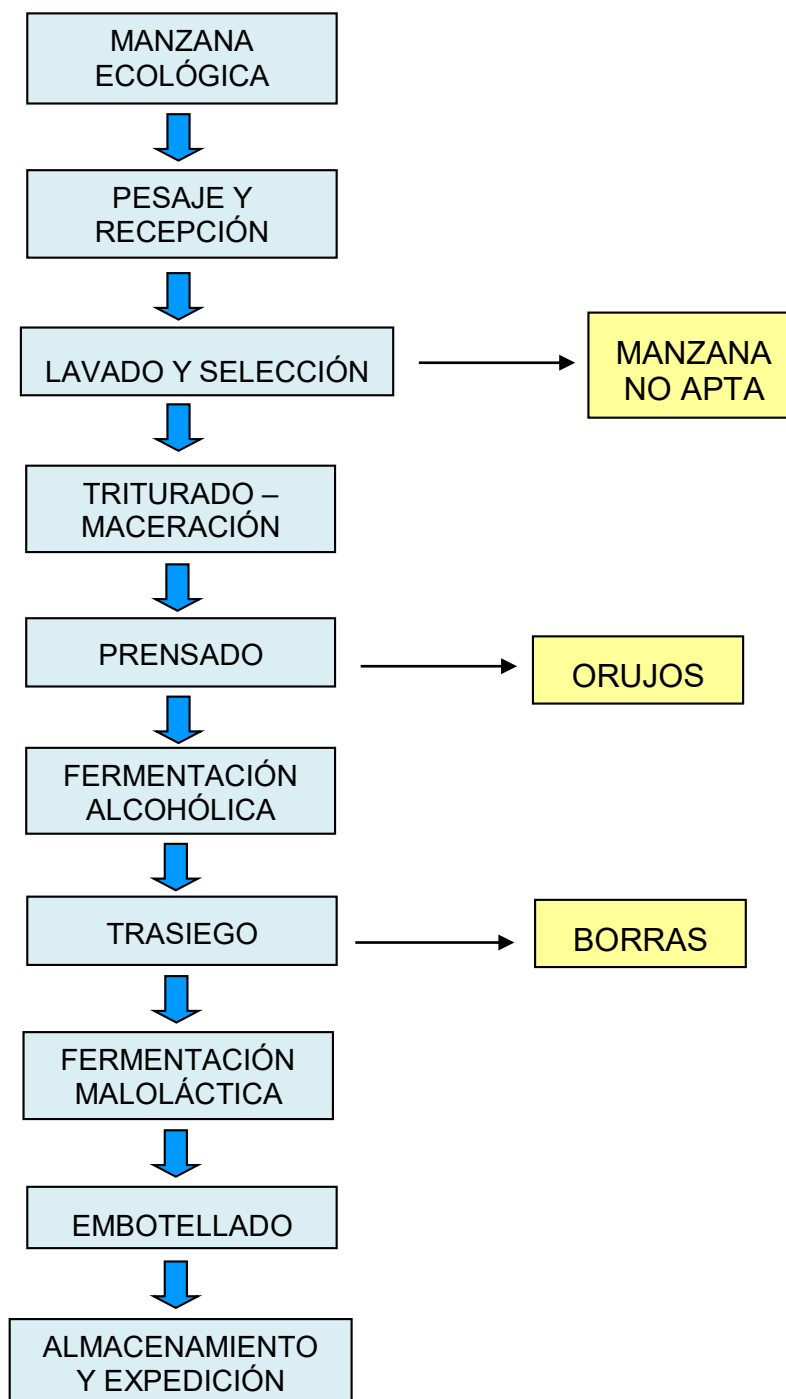 MANZANA
ECOLÓGICA
PESAJE Y
RECEPCIÓN
LAVADO Y SELECCIÓN
MANZANA
NO APTA
TRITURADO –
MACERACIÓN
PRENSADO
ORUJOS
FERMENTACIÓN
ALCOHÓLICA
TRASIEGO
BORRAS
FERMENTACIÓN
MALOLÁCTICA
EMBOTELLADO
ALMACENAMIENTO
Y EXPEDICIÓN